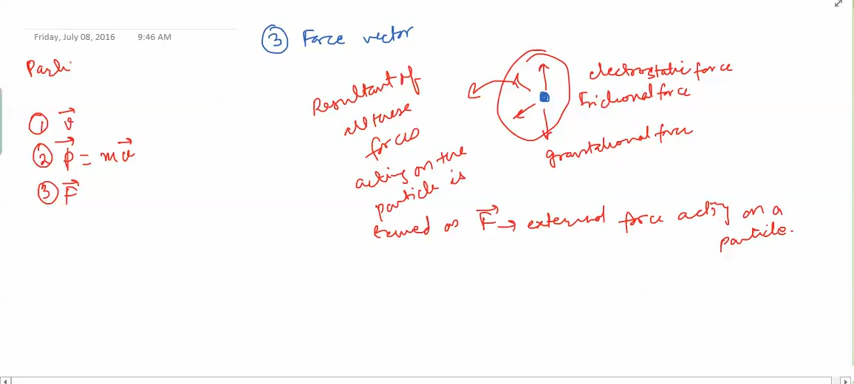 Friday, July 08, 2016 9:46 AM
③ Force vector
Parti
① v⃗
② p⃗ = mv⃗
③ F⃗
electrostatic force
frictional force
gravitational force
Resultant of
all these
forces
acting on the
particle is
termed as F⃗ → external force acting on a
particle.